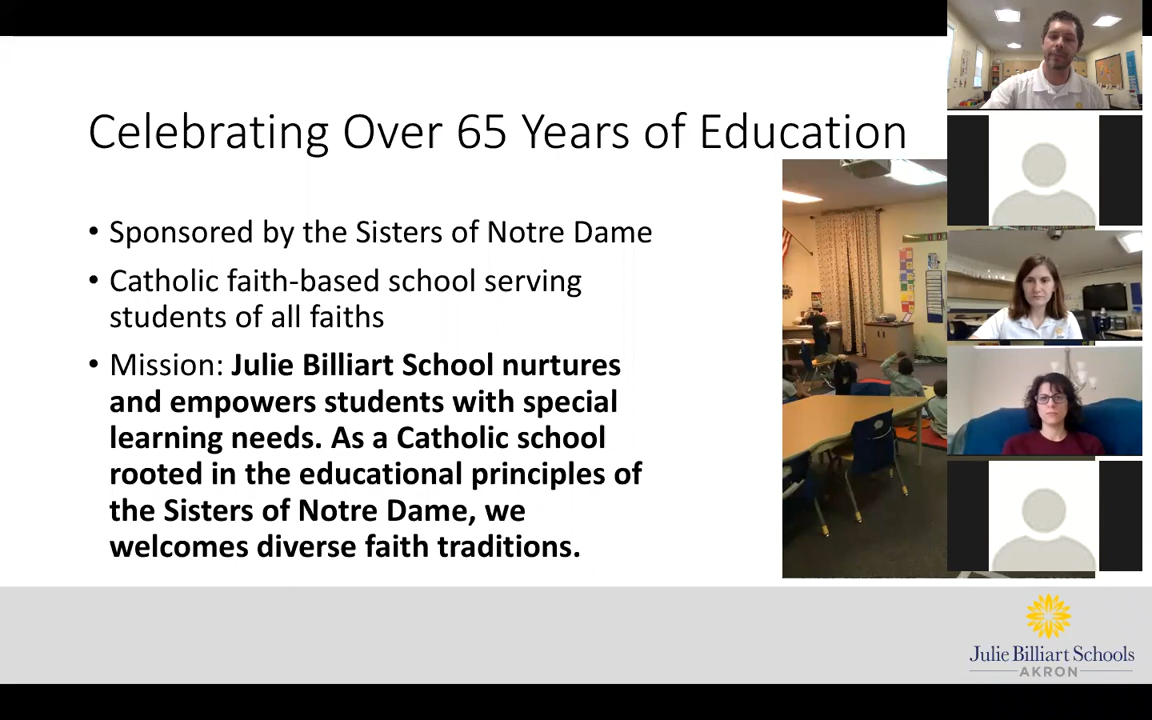 Celebrating Over 65 Years of Education
• Sponsored by the Sisters of Notre Dame
• Catholic faith-based school serving
students of all faiths
• Mission: Julie Billiart School nurtures
and empowers students with special
learning needs. As a Catholic school
rooted in the educational principles of
the Sisters of Notre Dame, we
welcomes diverse faith traditions.
Julie Billiart Schools
AKRON